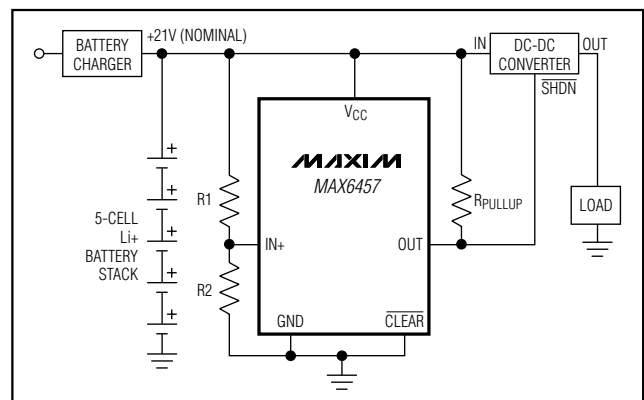 BATTERY
CHARGER
+21V (NOMINAL)
IN
DC-DC
CONVERTER
OUT
SHDN
VCC
MAXIM
MAX6457
+
+
+
+
+
5-CELL
Li+
BATTERY
STACK
R1
R2
IN+
OUT
RPULLUP
LOAD
GND
CLEAR